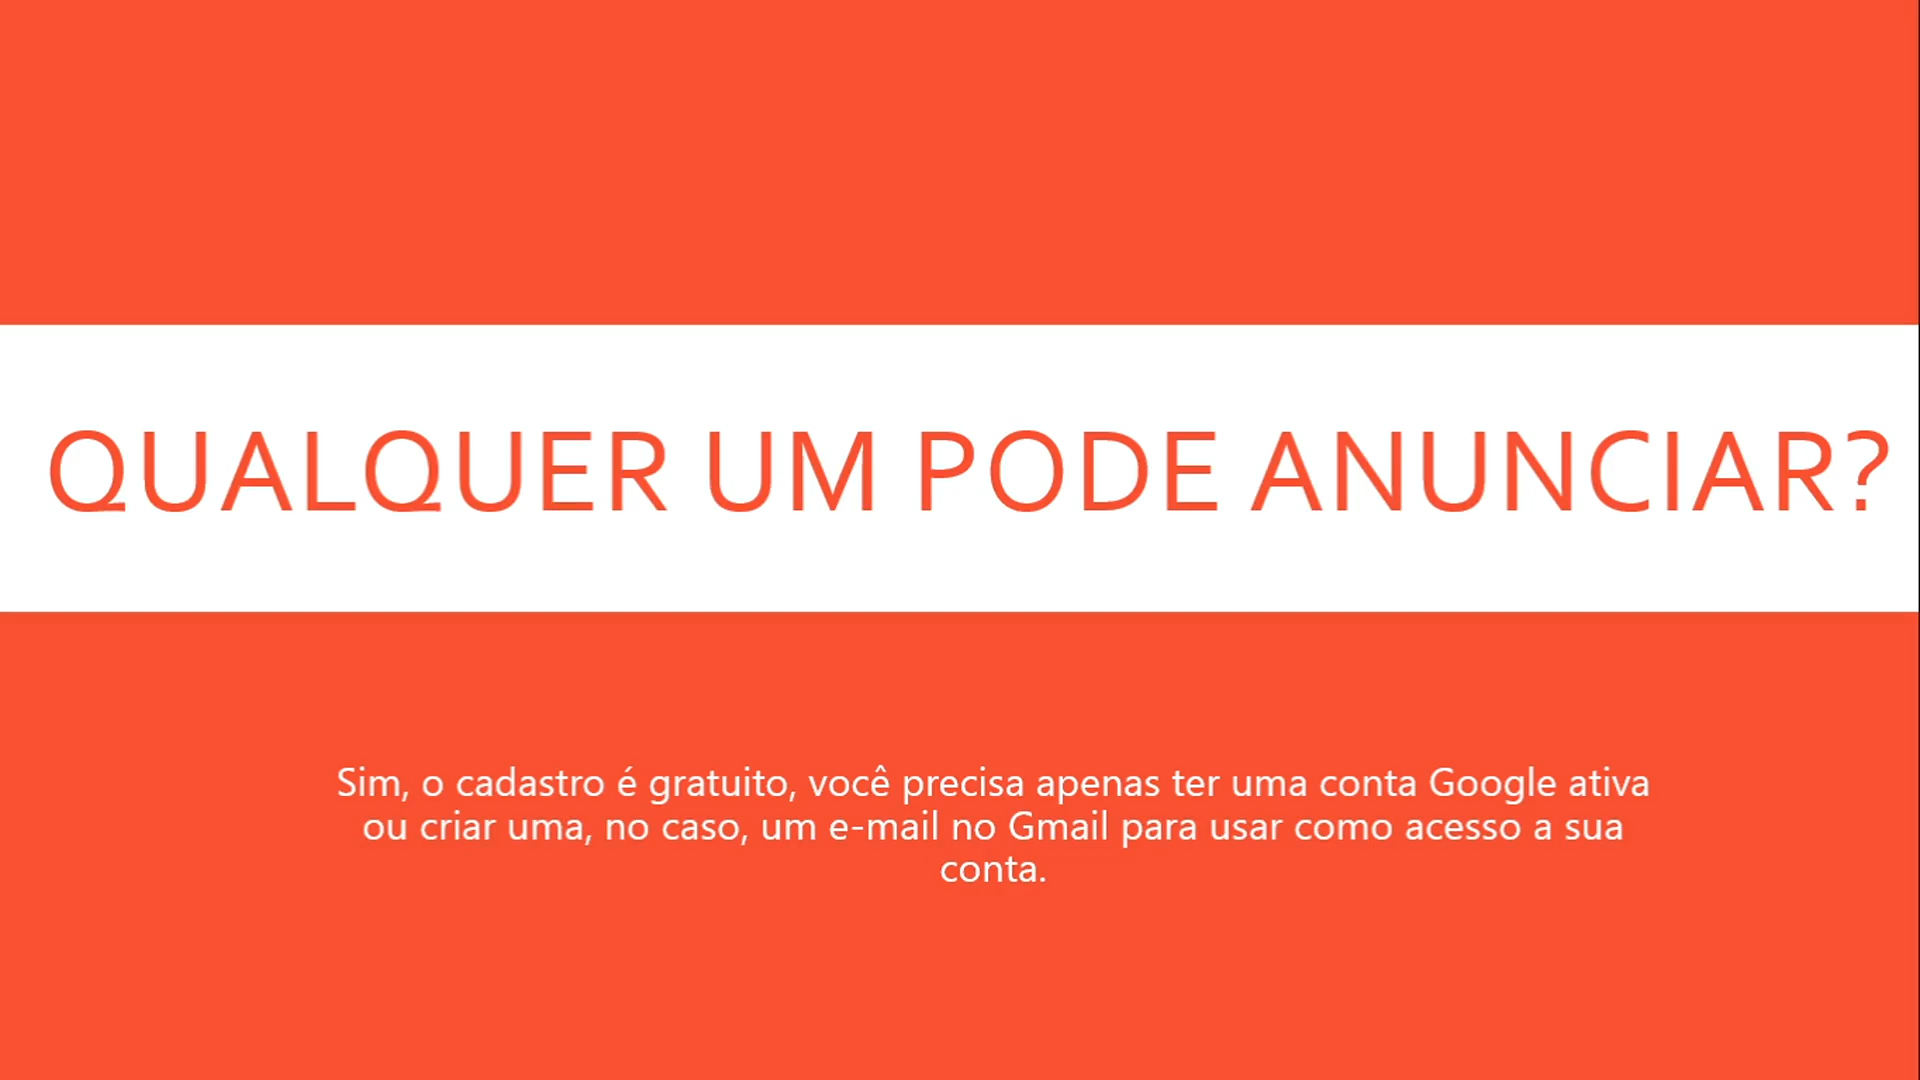 QUALQUER UM PODE ANUNCIAR?
Sim, o cadastro é gratuito, você precisa apenas ter uma conta Google ativa
ou criar uma, no caso, um e-mail no Gmail para usar como acesso a sua
conta.